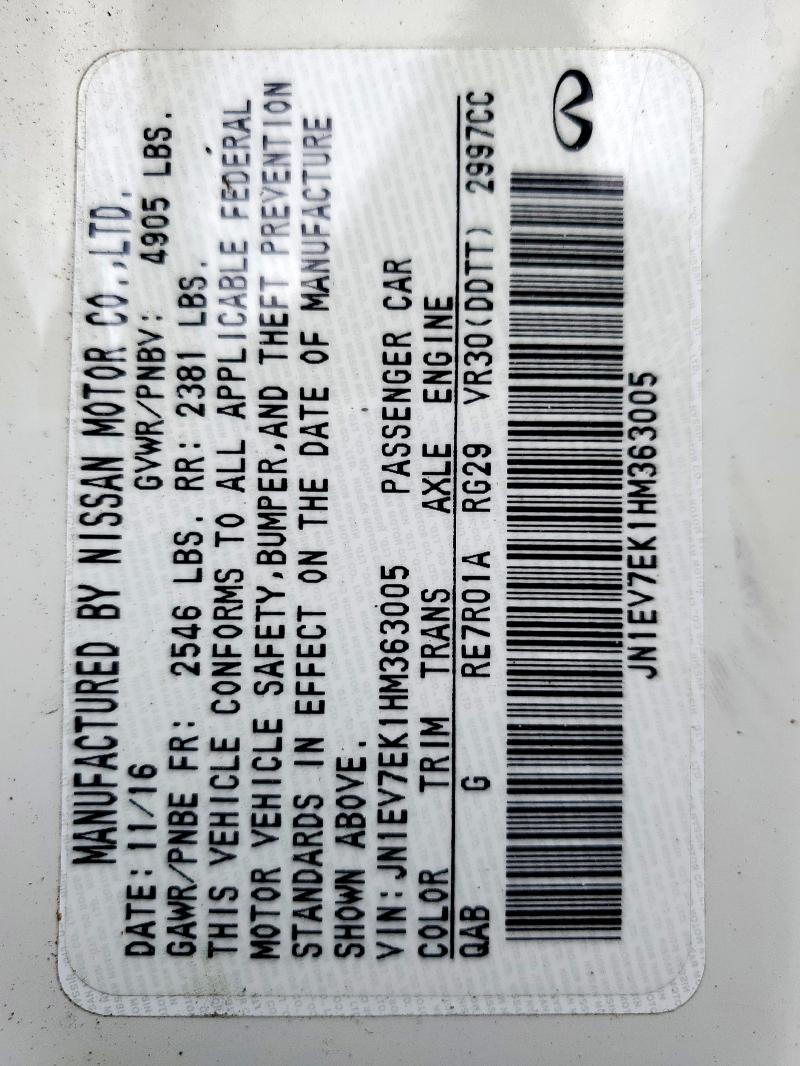 MANUFACTURED BY NISSAN MOTOR CO.,LTD.
DATE: 11/16 GVWR/PNBV: 4905 LBS.
GAWR/PNBE FR: 2546 LBS. RR: 2381 LBS.
THIS VEHICLE CONFORMS TO ALL APPLICABLE FEDERAL
MOTOR VEHICLE SAFETY,BUMPER,AND THEFT PREVENTION
STANDARDS IN EFFECT ON THE DATE OF MANUFACTURE
SHOWN ABOVE.
VIN:JN1EV7EK1HM363005 PASSENGER CAR
COLOR TRIM TRANS AXLE ENGINE
QAB G RE7R01A RG29 VR30(DDTT) 2997CC
JN1EV7EK1HM363005